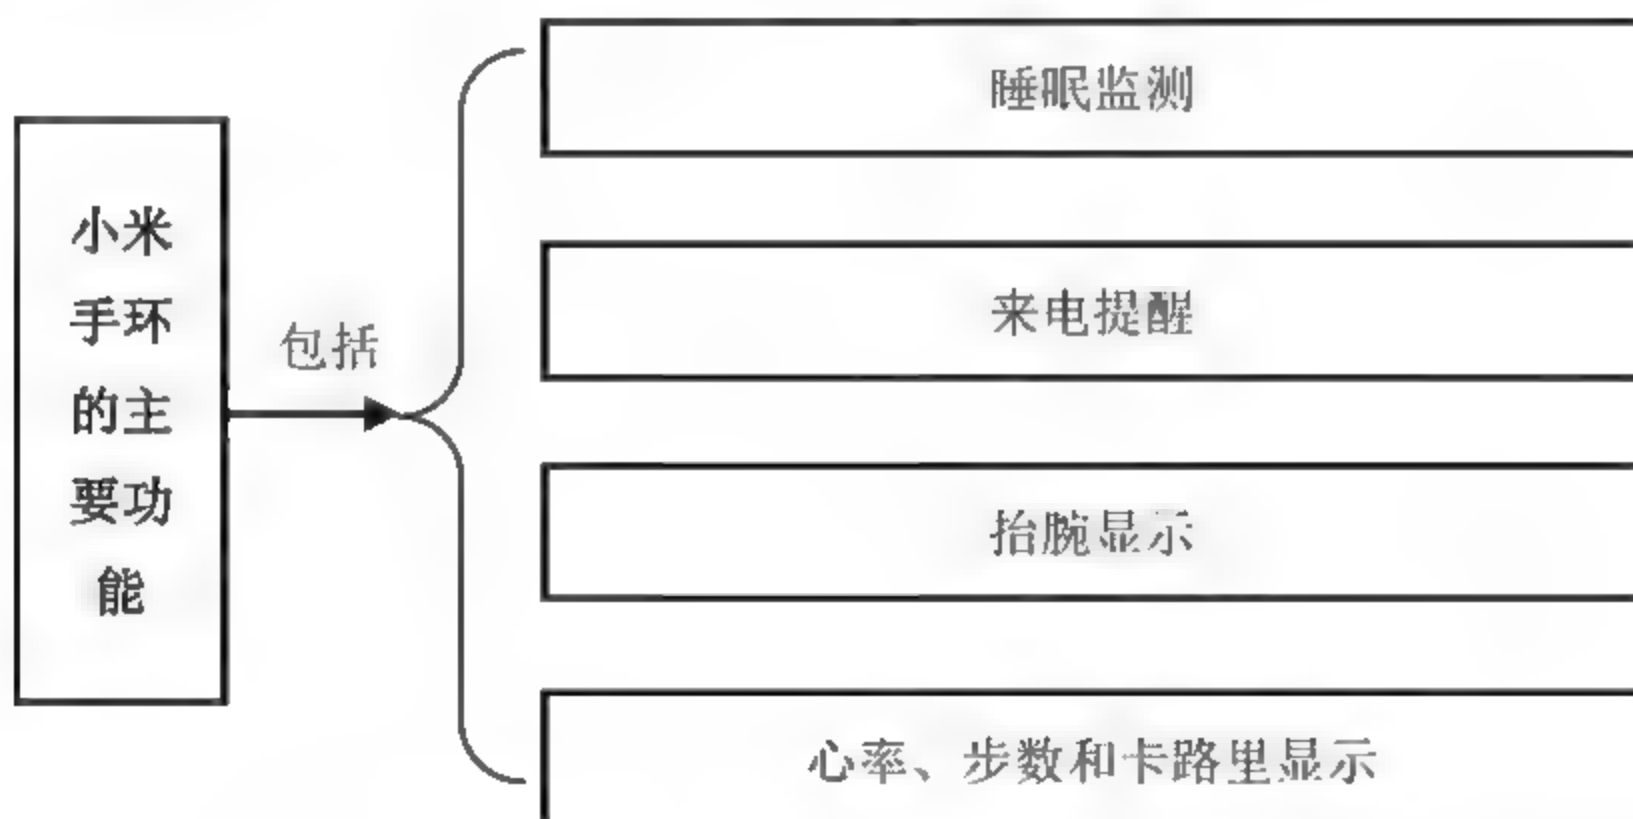 小米
手环
的主
要功
能
包括
睡眠监测
来电提醒
抬腕显示
心率、步数和卡路里显示